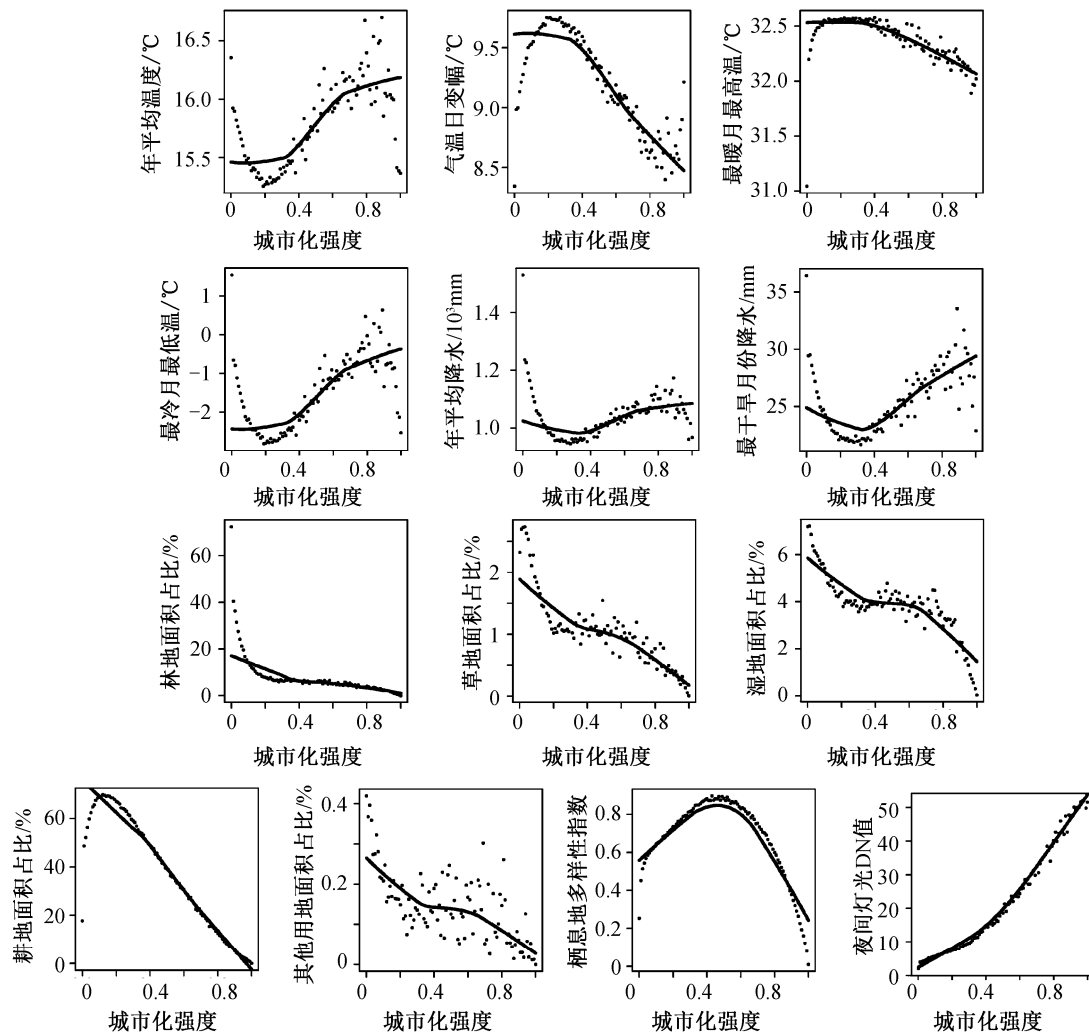 年平均温度/℃
16.5
16.0
15.5
0 0.4 0.8
城市化强度
气温日变幅/℃
9.5
9.0
8.5
0 0.4 0.8
城市化强度
最暖月最高温/℃
32.5
32.0
31.5
31.0
0 0.4 0.8
城市化强度
最冷月最低温/℃
1
0
−1
−2
0 0.4 0.8
城市化强度
年平均降水/10³mm
1.4
1.2
1.0
0 0.4 0.8
城市化强度
最干旱月份降水/mm
35
30
25
0 0.4 0.8
城市化强度
林地面积占比/%
60
40
20
0
0 0.4 0.8
城市化强度
草地面积占比/%
2
1
0
0 0.4 0.8
城市化强度
湿地面积占比/%
6
4
2
0
0 0.4 0.8
城市化强度
耕地面积占比/%
60
40
20
0
0 0.4 0.8
城市化强度
其他用地面积占比/%
0.4
0.2
0
0 0.4 0.8
城市化强度
栖息地多样性指数
0.8
0.6
0.4
0.2
0
0 0.4 0.8
城市化强度
夜间灯光DN值
50
40
30
20
10
0
0 0.4 0.8
城市化强度